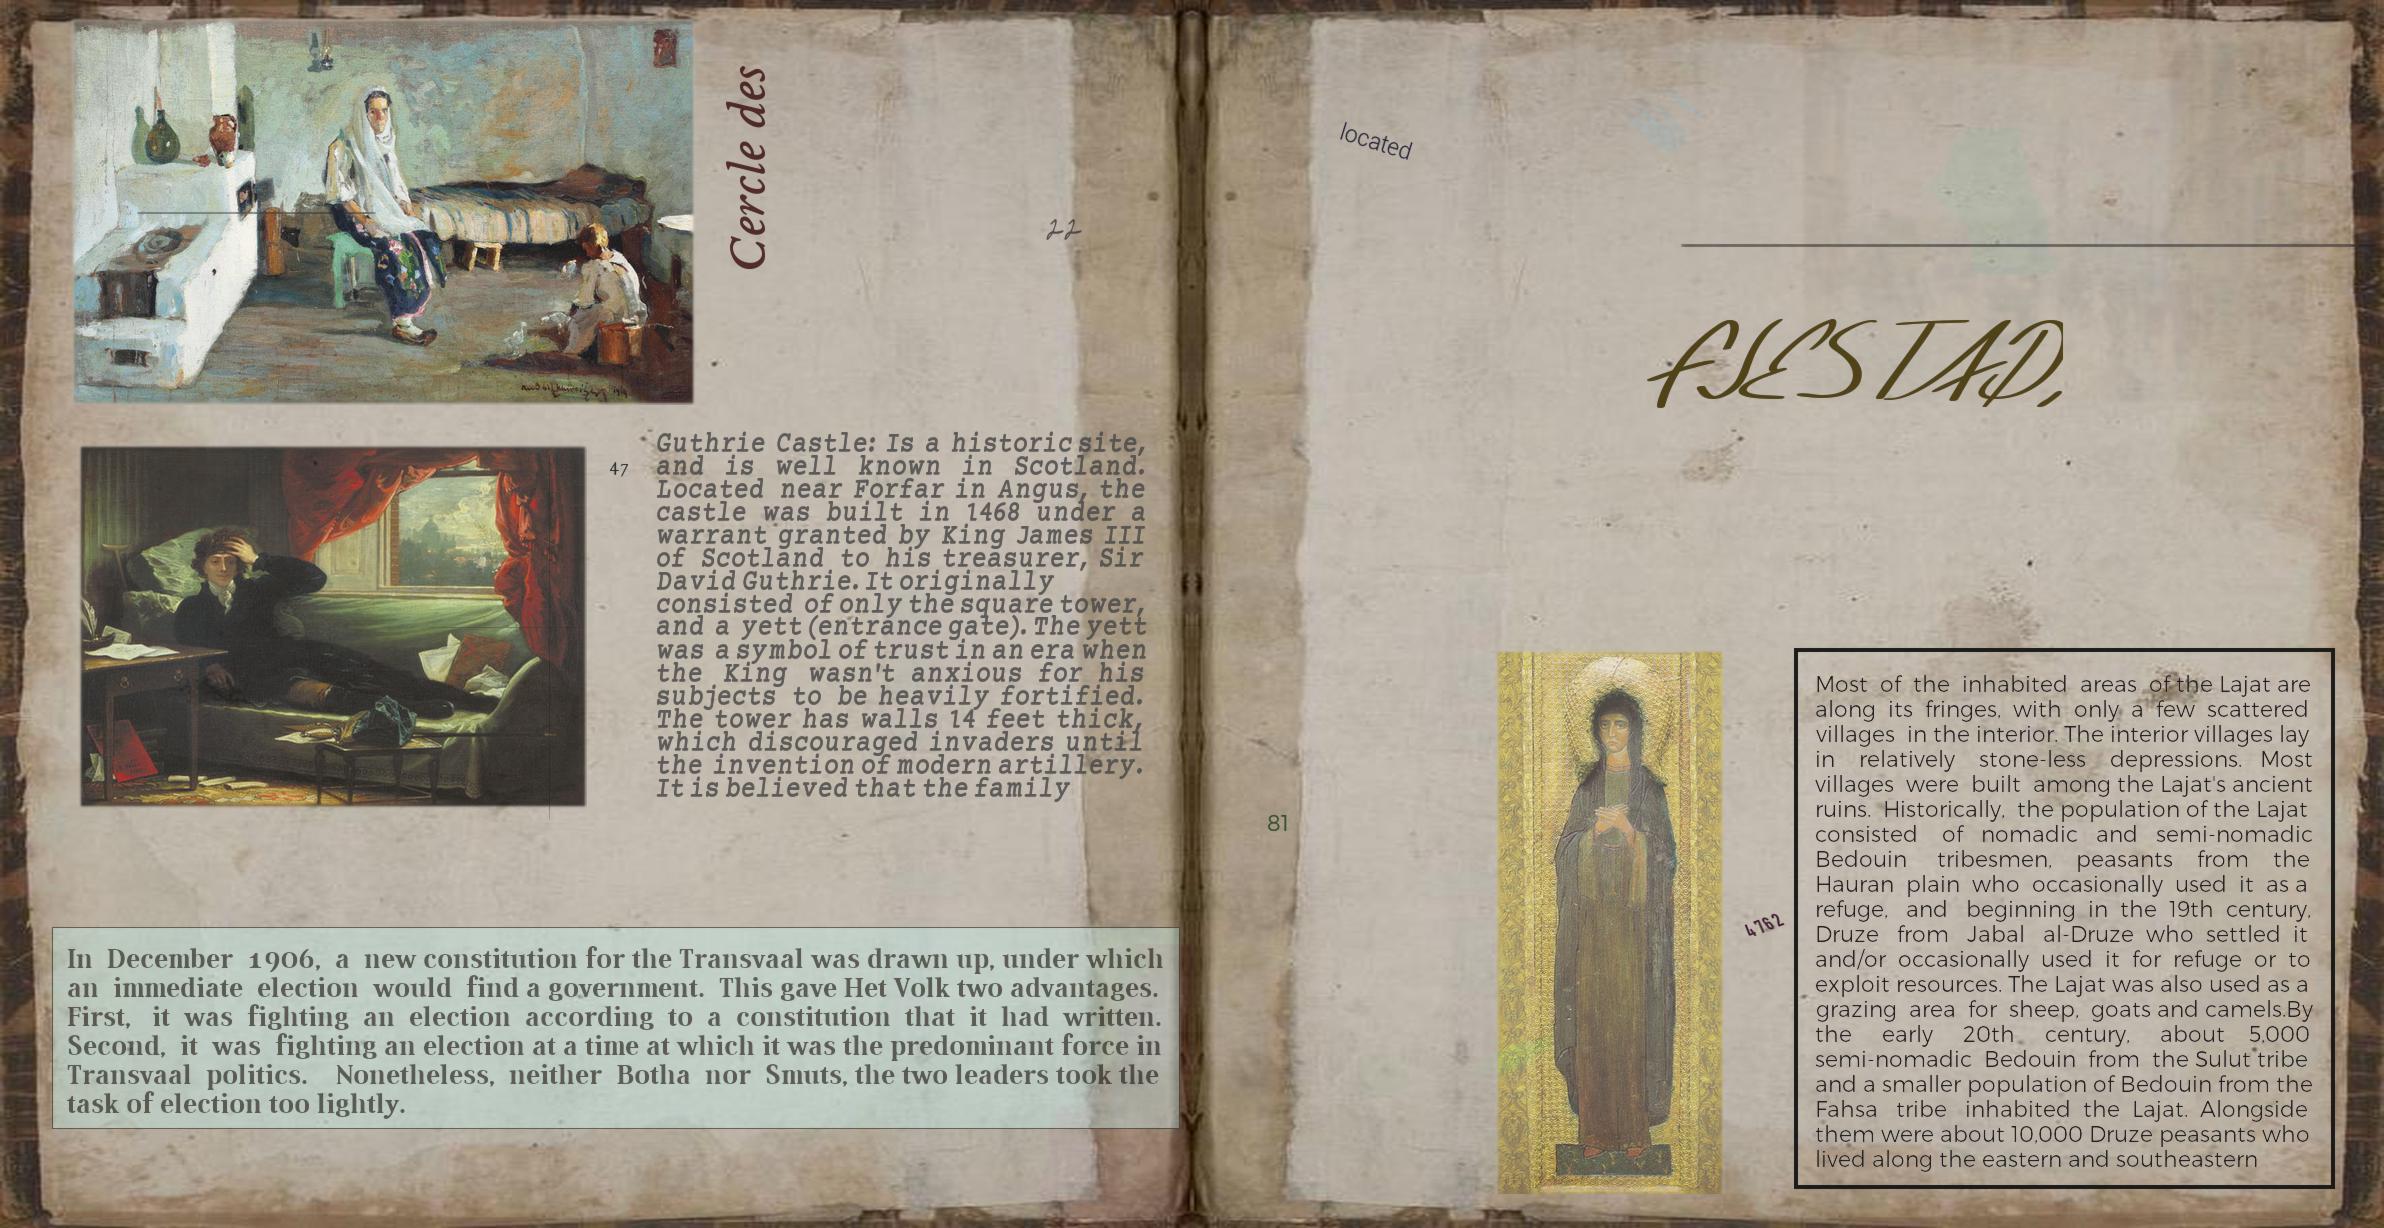 Cercle des
22
47
Guthrie Castle: Is a historic site,
and is well known in Scotland.
Located near Forfar in Angus, the
castle was built in 1468 under a
warrant granted by King James III
of Scotland to his treasurer, Sir
David Guthrie. It originally
consisted of only the square tower,
and a yett (entrance gate). The yett
was a symbol of trust in an era when
the King wasn't anxious for his
subjects to be heavily fortified.
The tower has walls 14 feet thick,
which discouraged invaders until
the invention of modern artillery.
It is believed that the family
In December 1906, a new constitution for the Transvaal was drawn up, under which
an immediate election would find a government. This gave Het Volk two advantages.
First, it was fighting an election according to a constitution that it had written.
Second, it was fighting an election at a time at which it was the predominant force in
Transvaal politics. Nonetheless, neither Botha nor Smuts, the two leaders took the
task of election too lightly.
located
FJESTAD,
81
4762
Most of the inhabited areas of the Lajat are
along its fringes, with only a few scattered
villages in the interior. The interior villages lay
in relatively stone-less depressions. Most
villages were built among the Lajat's ancient
ruins. Historically, the population of the Lajat
consisted of nomadic and semi-nomadic
Bedouin tribesmen, peasants from the
Hauran plain who occasionally used it as a
refuge, and beginning in the 19th century,
Druze from Jabal al-Druze who settled it
and/or occasionally used it for refuge or to
exploit resources. The Lajat was also used as a
grazing area for sheep, goats and camels.By
the early 20th century, about 5,000
semi-nomadic Bedouin from the Sulut tribe
and a smaller population of Bedouin from the
Fahsa tribe inhabited the Lajat. Alongside
them were about 10,000 Druze peasants who
lived along the eastern and southeastern